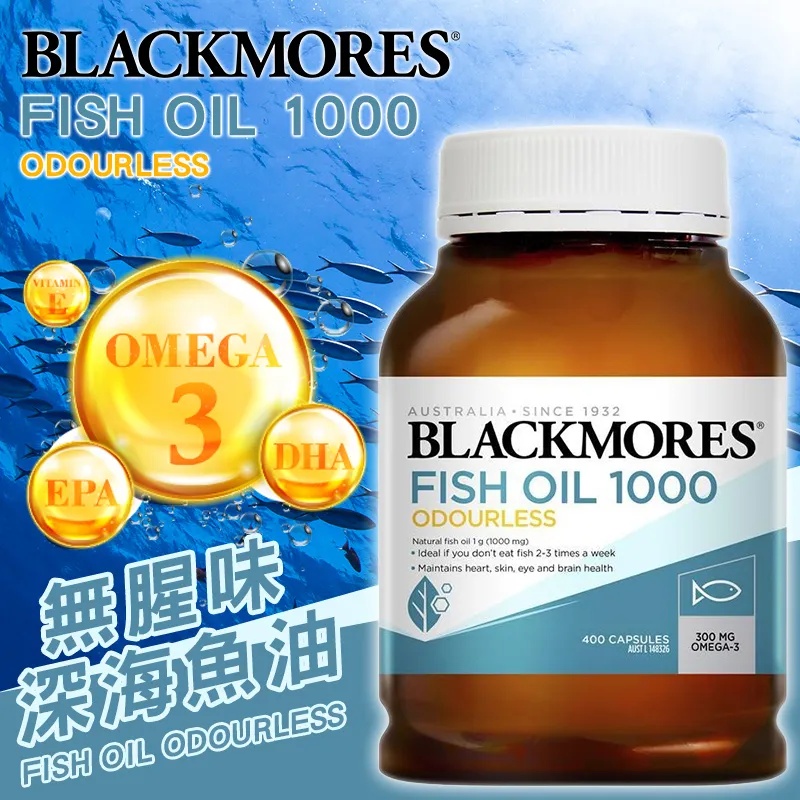 BLACKMORES®
FISH OIL 1000
ODOURLESS
VITAMIN
E
OMEGA
3
EPA
DHA
無腥味
深海魚油
FISH OIL ODOURLESS
AUSTRALIA • SINCE 1932
BLACKMORES®
FISH OIL 1000
ODOURLESS
Natural fish oil 1 g (1000 mg)
• Ideal if you don't eat fish 2-3 times a week
• Maintains heart, skin, eye and brain health
400 CAPSULES
AUST L 148326
300 MG
OMEGA-3